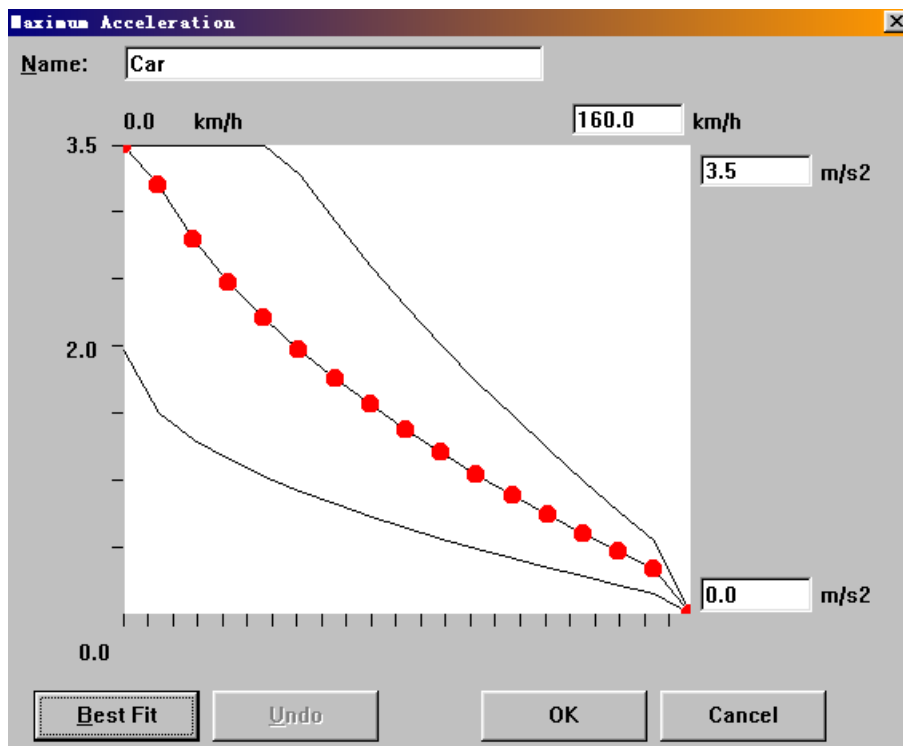 Maximum Acceleration
Name: Car
0.0 km/h 160.0 km/h
3.5 3.5 m/s2
2.0
0.0 m/s2
0.0
Best Fit Undo OK Cancel